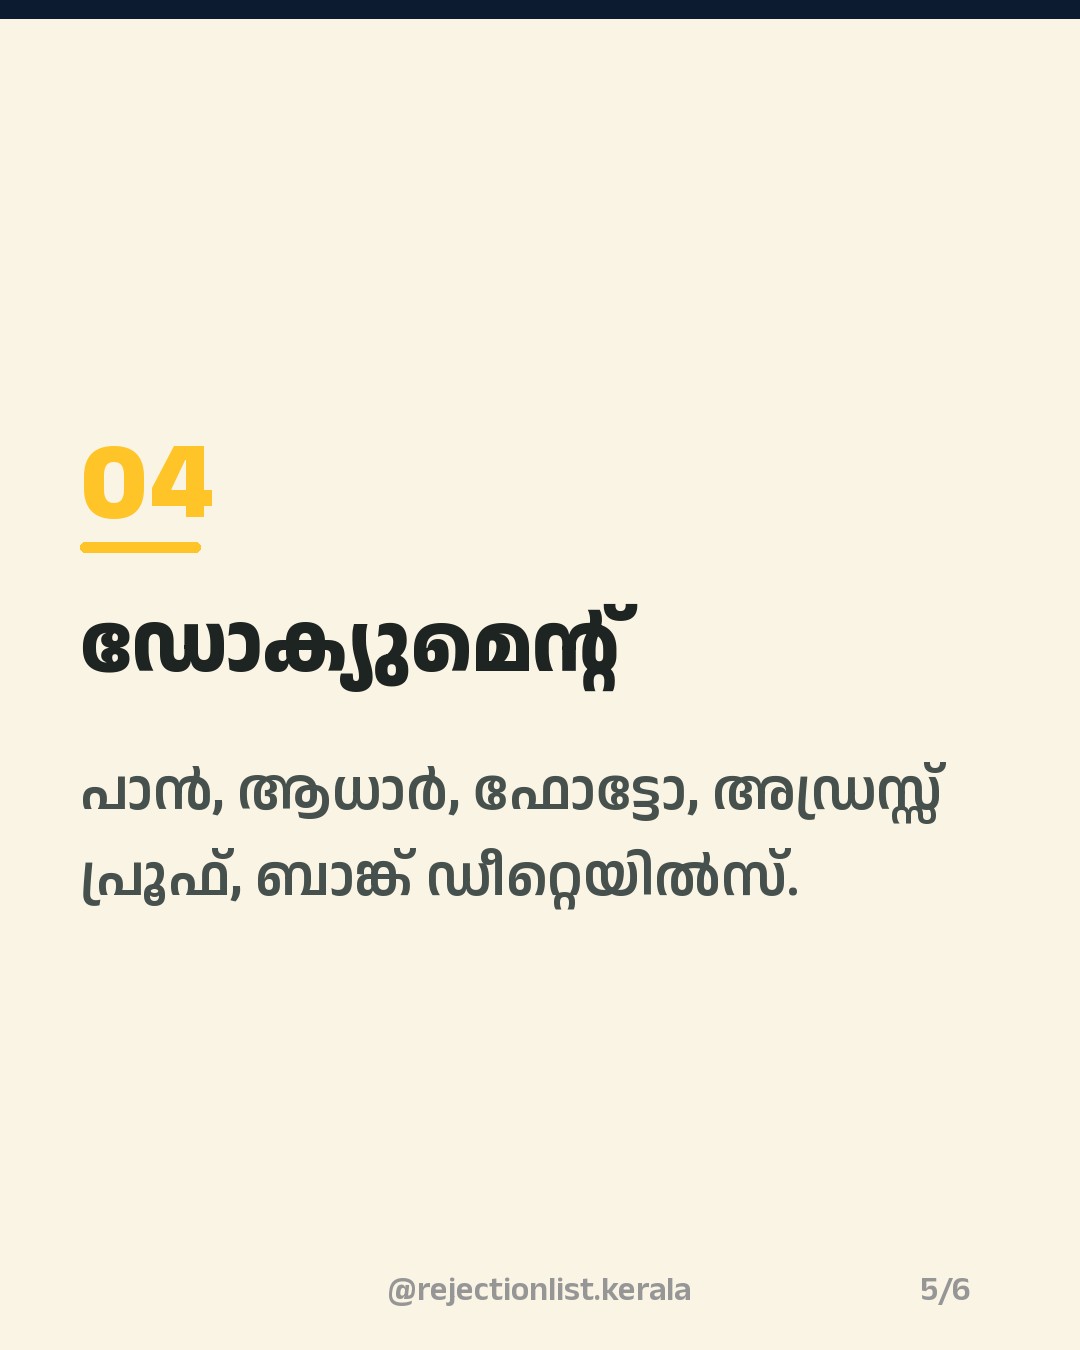 04
ഡോക്യുമെന്റ്
പാൻ, ആധാർ, ഫോട്ടോ, അഡ്രസ്സ്
പ്രൂഫ്, ബാങ്ക് ഡീറ്റെയിൽസ്.
@rejectionlist.kerala
5/6